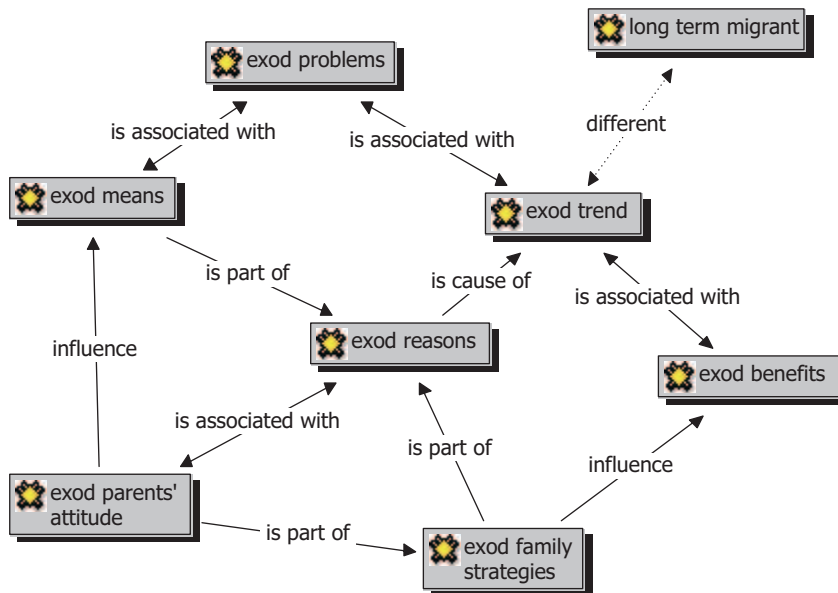 long term migrant
exod problems
different
is associated with
is associated with
exod means
exod trend
is part of
is cause of
is associated with
influence
exod reasons
exod benefits
is associated with
is part of
influence
exod parents'
attitude
is part of
exod family
strategies